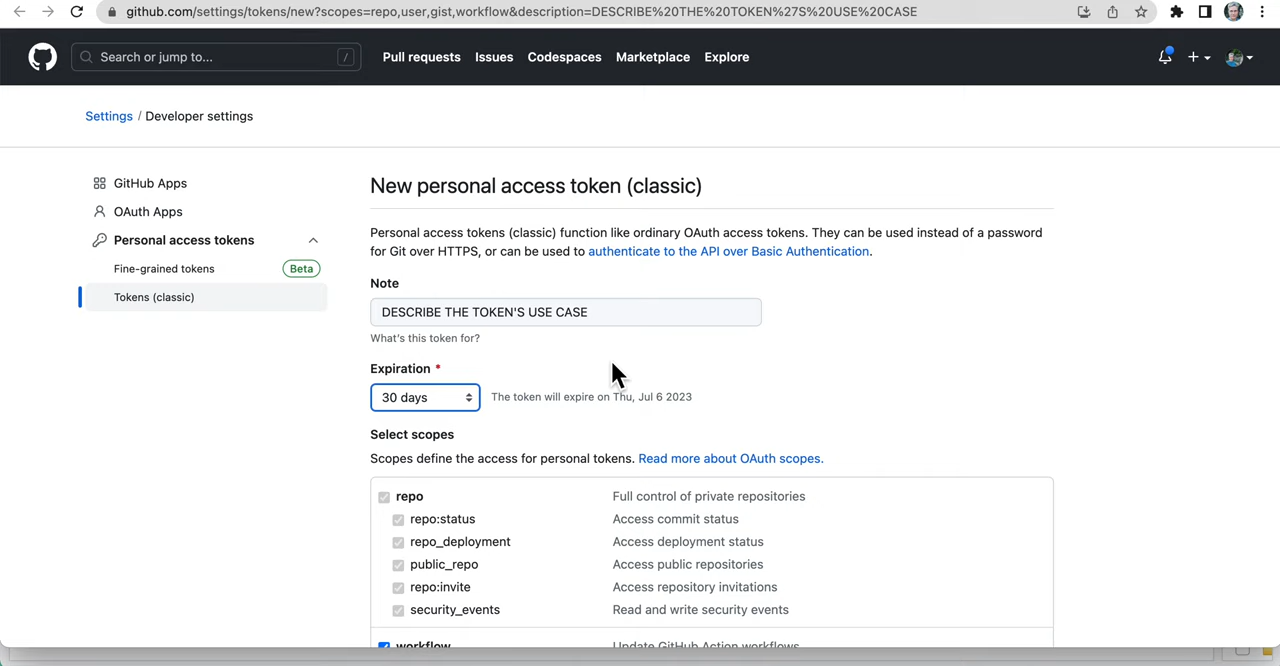 github.com/settings/tokens/new?scopes=repo,user,gist,workflow&description=DESCRIBE%20THE%20TOKEN%27S%20USE%20CASE
Search or jump to... /
Pull requests Issues Codespaces Marketplace Explore
Settings / Developer settings
GitHub Apps
OAuth Apps
Personal access tokens
Fine-grained tokens Beta
Tokens (classic)
New personal access token (classic)
Personal access tokens (classic) function like ordinary OAuth access tokens. They can be used instead of a password
for Git over HTTPS, or can be used to authenticate to the API over Basic Authentication.
Note
DESCRIBE THE TOKEN'S USE CASE
What's this token for?
Expiration *
30 days The token will expire on Thu, Jul 6 2023
Select scopes
Scopes define the access for personal tokens. Read more about OAuth scopes.
repo Full control of private repositories
repo:status Access commit status
repo_deployment Access deployment status
public_repo Access public repositories
repo:invite Access repository invitations
security_events Read and write security events
workflow Update GitHub Action workflows